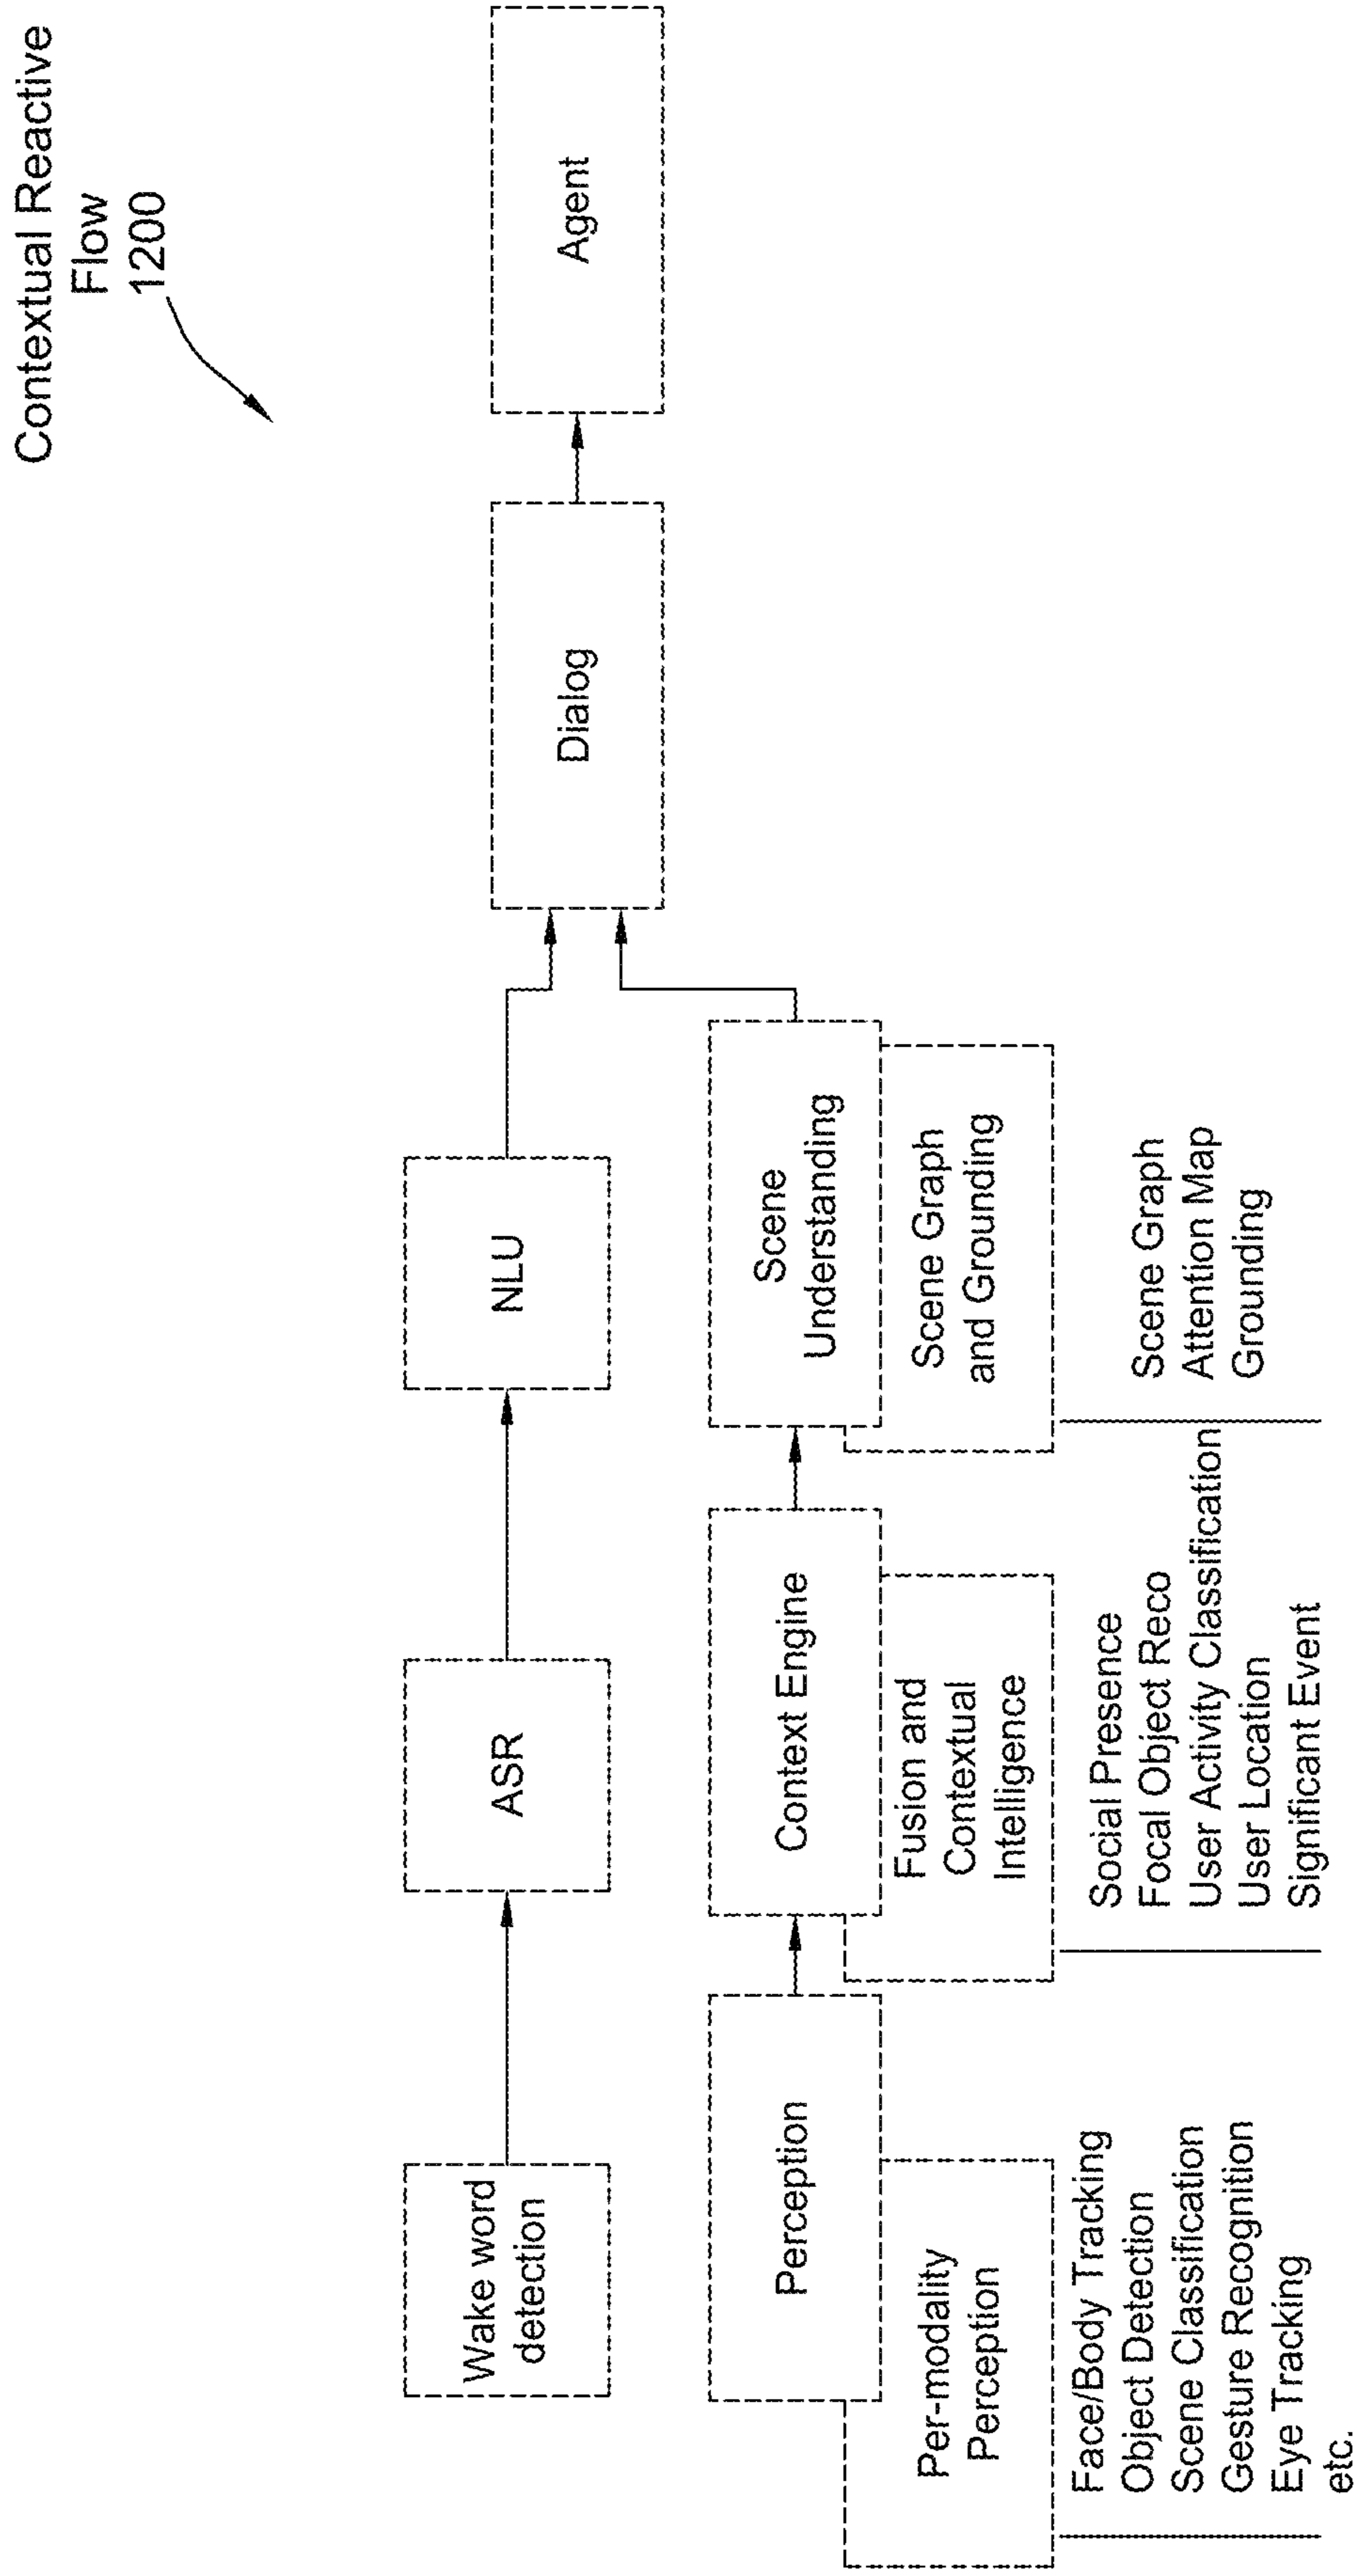 Contextual Reactive
Flow
1200
Wake word
detection
ASR
NLU
Dialog
Agent
Perception
Per-modality
Perception
Face/Body Tracking
Object Detection
Scene Classification
Gesture Recognition
Eye Tracking
etc.
Context Engine
Fusion and
Contextual
Intelligence
Social Presence
Focal Object Reco
User Activity Classification
User Location
Significant Event
Scene
Understanding
Scene Graph
and Grounding
Scene Graph
Attention Map
Grounding